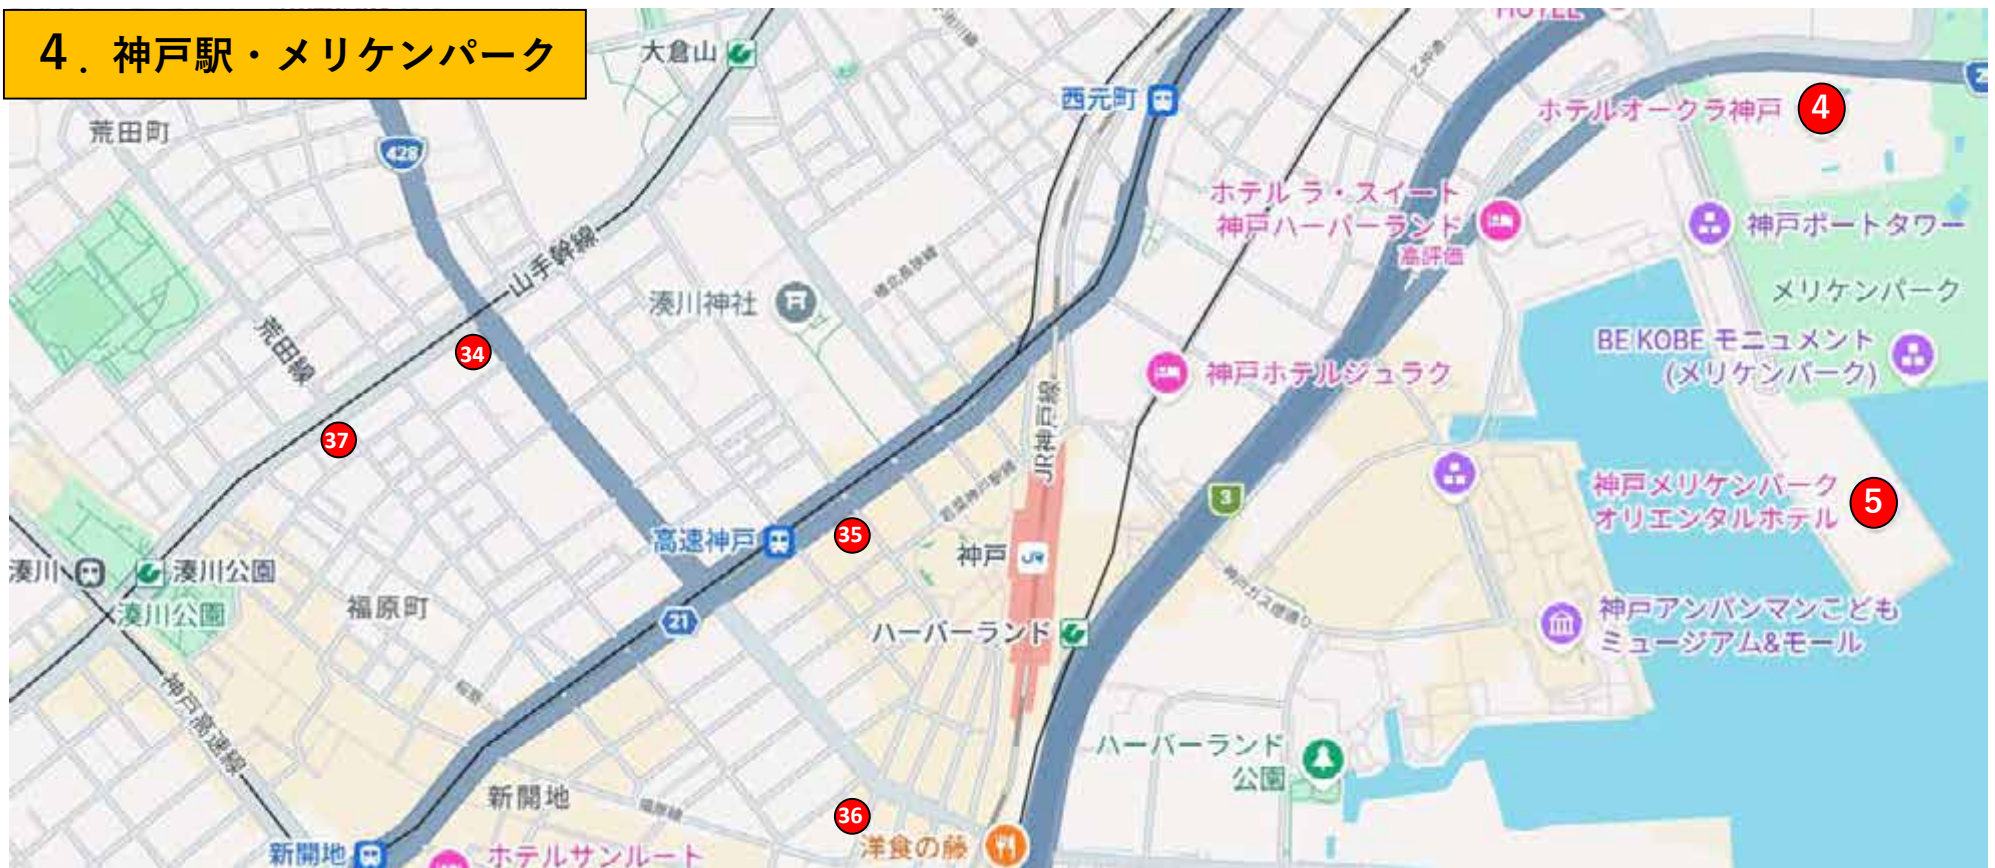 4. 神戸駅・メリケンパーク
大倉山
西元町
ホテルオークラ神戸
4
荒田町
428
ホテル ラ・スイート
神戸ハーバーランド
高評価
神戸ポートタワー
山手幹線
湊川神社
メリケンパーク
荒田線
34
BE KOBE モニュメント
(メリケンパーク)
神戸ホテルジュラク
37
JR神戸線
3
神戸メリケンパーク
オリエンタルホテル
5
高速神戸
35
神戸
JR
湊川
湊川公園
湊川公園
福原町
21
ハーバーランド
神戸アンパンマンこども
ミュージアム&モール
神戸高速線
ハーバーランド
公園
新開地
36
洋食の藤
新開地
ホテルサンルート